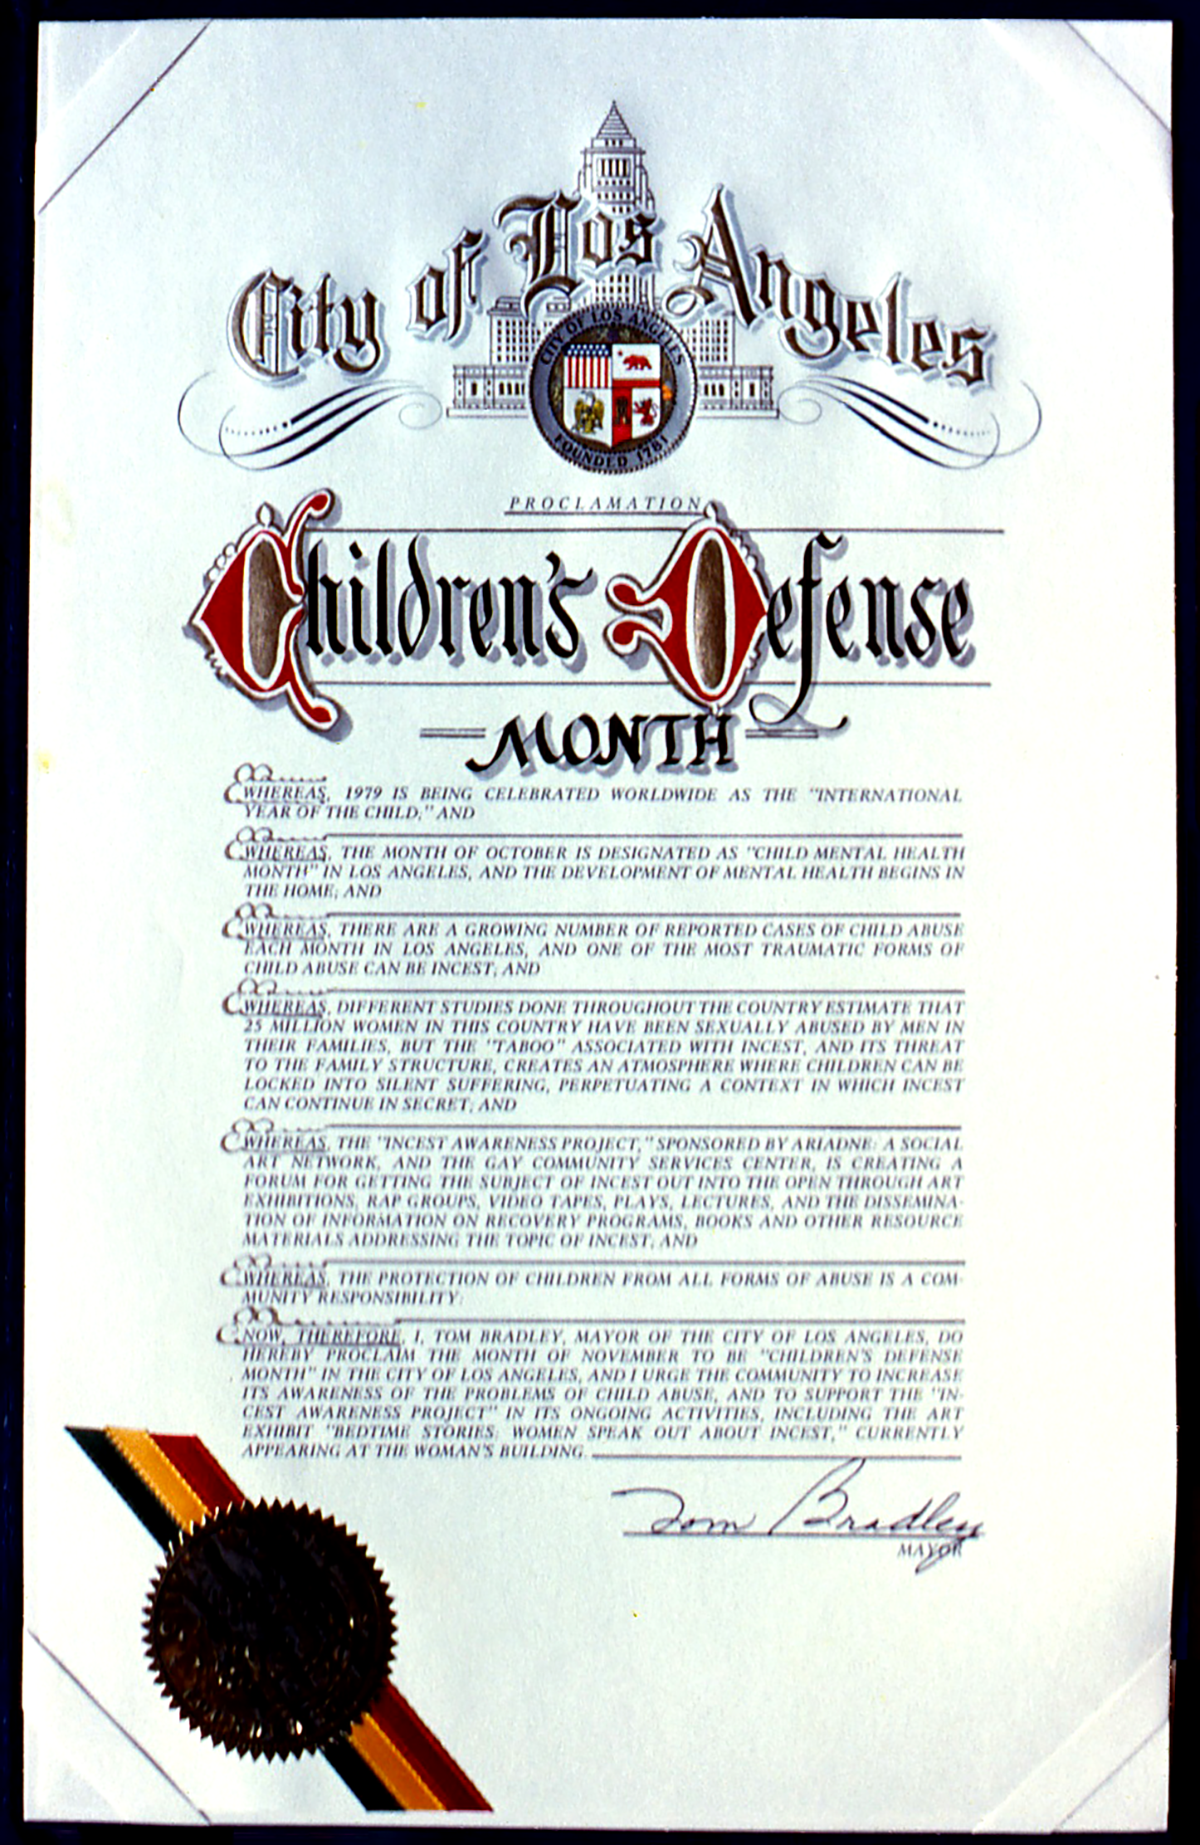 City of Los Angeles
CITY OF LOS ANGELES
FOUNDED 1781
PROCLAMATION
Children's Defense
MONTH
WHEREAS, 1979 IS BEING CELEBRATED WORLDWIDE AS THE "INTERNATIONAL
YEAR OF THE CHILD;" AND
WHEREAS, THE MONTH OF OCTOBER IS DESIGNATED AS "CHILD MENTAL HEALTH
MONTH" IN LOS ANGELES, AND THE DEVELOPMENT OF MENTAL HEALTH BEGINS IN
THE HOME; AND
WHEREAS, THERE ARE A GROWING NUMBER OF REPORTED CASES OF CHILD ABUSE
EACH MONTH IN LOS ANGELES, AND ONE OF THE MOST TRAUMATIC FORMS OF
CHILD ABUSE CAN BE INCEST; AND
WHEREAS, DIFFERENT STUDIES DONE THROUGHOUT THE COUNTRY ESTIMATE THAT
25 MILLION WOMEN IN THIS COUNTRY HAVE BEEN SEXUALLY ABUSED BY MEN IN
THEIR FAMILIES, BUT THE "TABOO" ASSOCIATED WITH INCEST, AND ITS THREAT
TO THE FAMILY STRUCTURE, CREATES AN ATMOSPHERE WHERE CHILDREN CAN BE
LOCKED INTO SILENT SUFFERING, PERPETUATING A CONTEXT IN WHICH INCEST
CAN CONTINUE IN SECRET; AND
WHEREAS, THE "INCEST AWARENESS PROJECT," SPONSORED BY ARIADNE: A SOCIAL
ART NETWORK, AND THE GAY COMMUNITY SERVICES CENTER, IS CREATING A
FORUM FOR GETTING THE SUBJECT OF INCEST OUT INTO THE OPEN THROUGH ART
EXHIBITIONS, RAP GROUPS, VIDEO TAPES, PLAYS, LECTURES, AND THE DISSEMINA-
TION OF INFORMATION ON RECOVERY PROGRAMS, BOOKS AND OTHER RESOURCE
MATERIALS ADDRESSING THE TOPIC OF INCEST; AND
WHEREAS, THE PROTECTION OF CHILDREN FROM ALL FORMS OF ABUSE IS A COM-
MUNITY RESPONSIBILITY:
NOW, THEREFORE, I, TOM BRADLEY, MAYOR OF THE CITY OF LOS ANGELES, DO
HEREBY PROCLAIM THE MONTH OF NOVEMBER TO BE "CHILDREN'S DEFENSE
MONTH" IN THE CITY OF LOS ANGELES, AND I URGE THE COMMUNITY TO INCREASE
ITS AWARENESS OF THE PROBLEMS OF CHILD ABUSE, AND TO SUPPORT THE "IN-
CEST AWARENESS PROJECT" IN ITS ONGOING ACTIVITIES, INCLUDING THE ART
EXHIBIT "BEDTIME STORIES: WOMEN SPEAK OUT ABOUT INCEST," CURRENTLY
APPEARING AT THE WOMAN'S BUILDING.
Tom Bradley
MAYOR